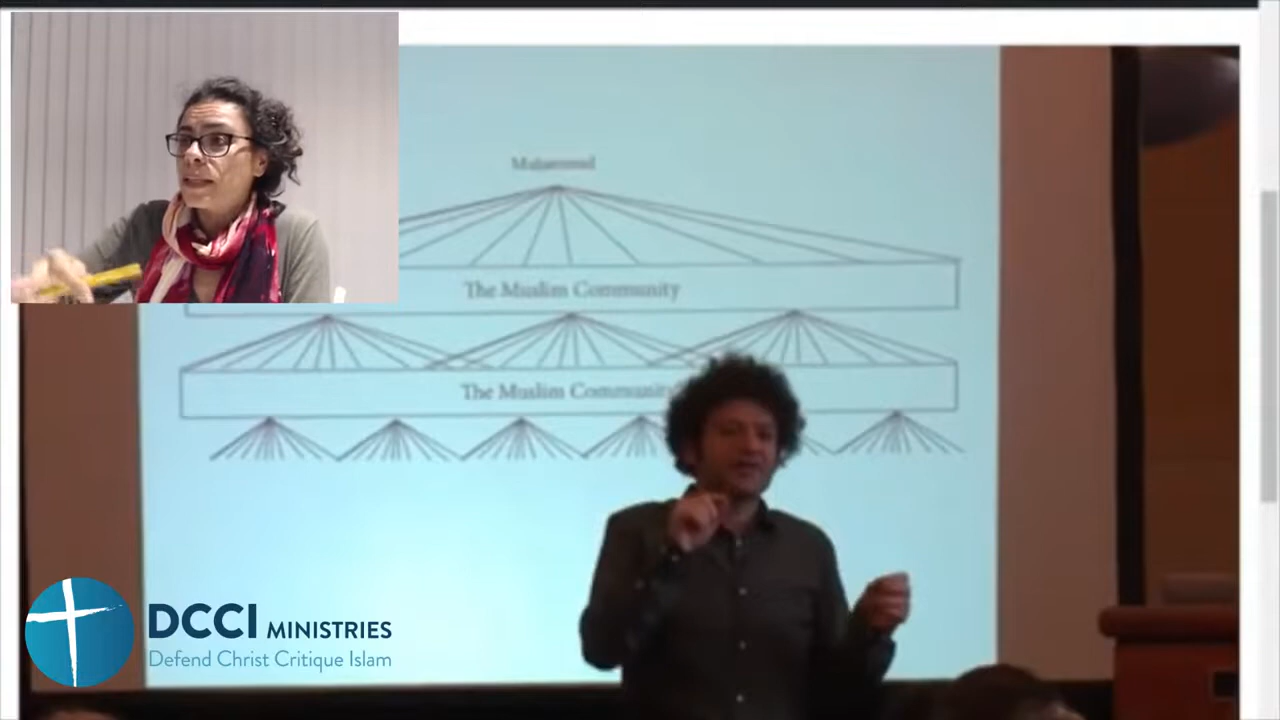 Muhammad
The Muslim Community
The Muslim Community
DCCI MINISTRIES
Defend Christ Critique Islam